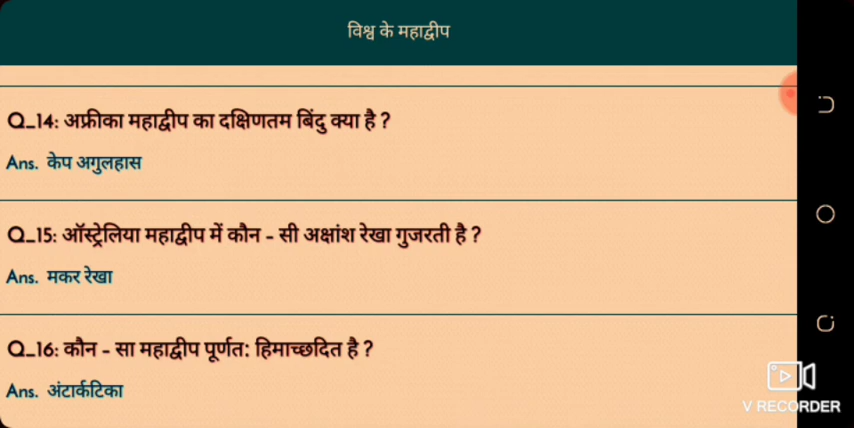 विश्व के महाद्वीप
Q_14: अफ्रीका महाद्वीप का दक्षिणतम बिंदु क्या है ?
Ans. केप अगुलहास
Q_15: ऑस्ट्रेलिया महाद्वीप में कौन - सी अक्षांश रेखा गुजरती है ?
Ans. मकर रेखा
Q_16: कौन - सा महाद्वीप पूर्णत: हिमाच्छदित है ?
Ans. अंटार्कटिका
V RECORDER